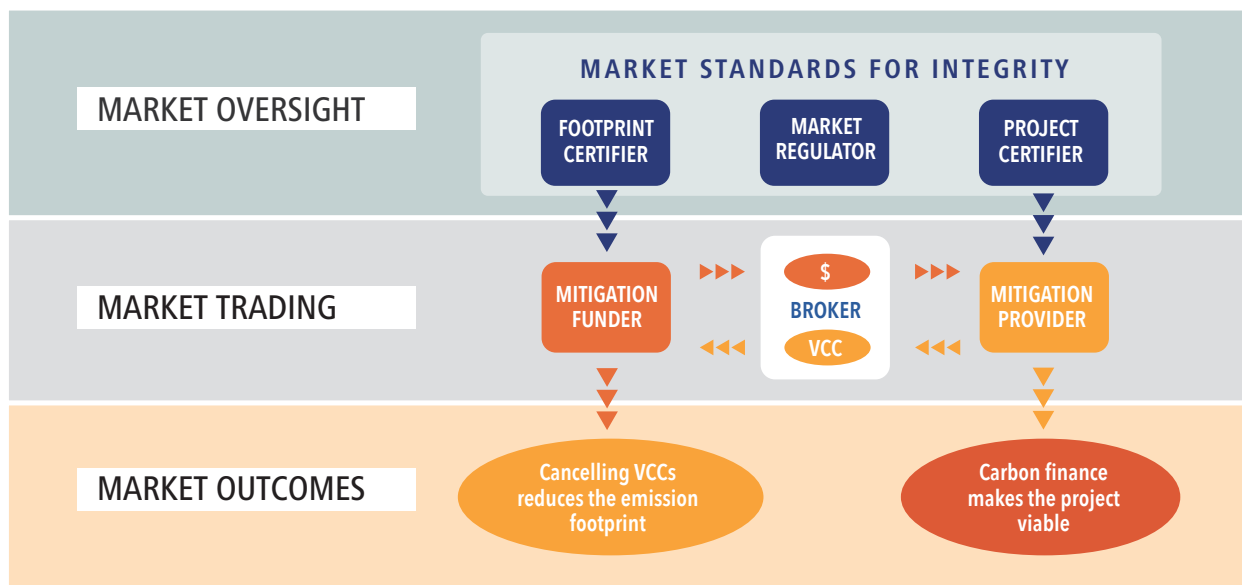 MARKET STANDARDS FOR INTEGRITY
MARKET OVERSIGHT
FOOTPRINT
CERTIFIER
MARKET
REGULATOR
PROJECT
CERTIFIER
MARKET TRADING
MITIGATION
FUNDER
$
BROKER
VCC
MITIGATION
PROVIDER
MARKET OUTCOMES
Cancelling VCCs
reduces the emission
footprint
Carbon finance
makes the project
viable